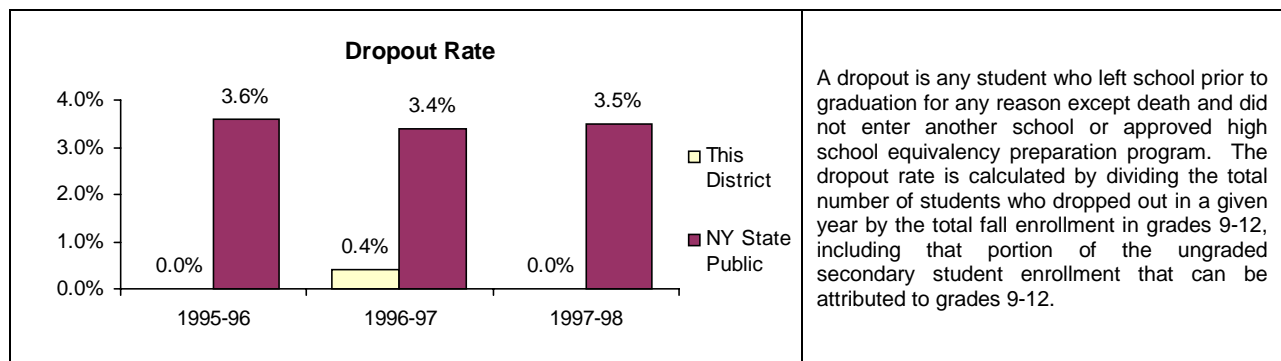 Dropout Rate
4.0%
3.0%
2.0%
1.0%
0.0%
3.6%
3.4%
3.5%
0.0%
0.4%
0.0%
1995-96
1996-97
1997-98
This
District
NY State
Public
A dropout is any student who left school prior to
graduation for any reason except death and did
not enter another school or approved high
school equivalency preparation program. The
dropout rate is calculated by dividing the total
number of students who dropped out in a given
year by the total fall enrollment in grades 9-12,
including that portion of the ungraded
secondary student enrollment that can be
attributed to grades 9-12.